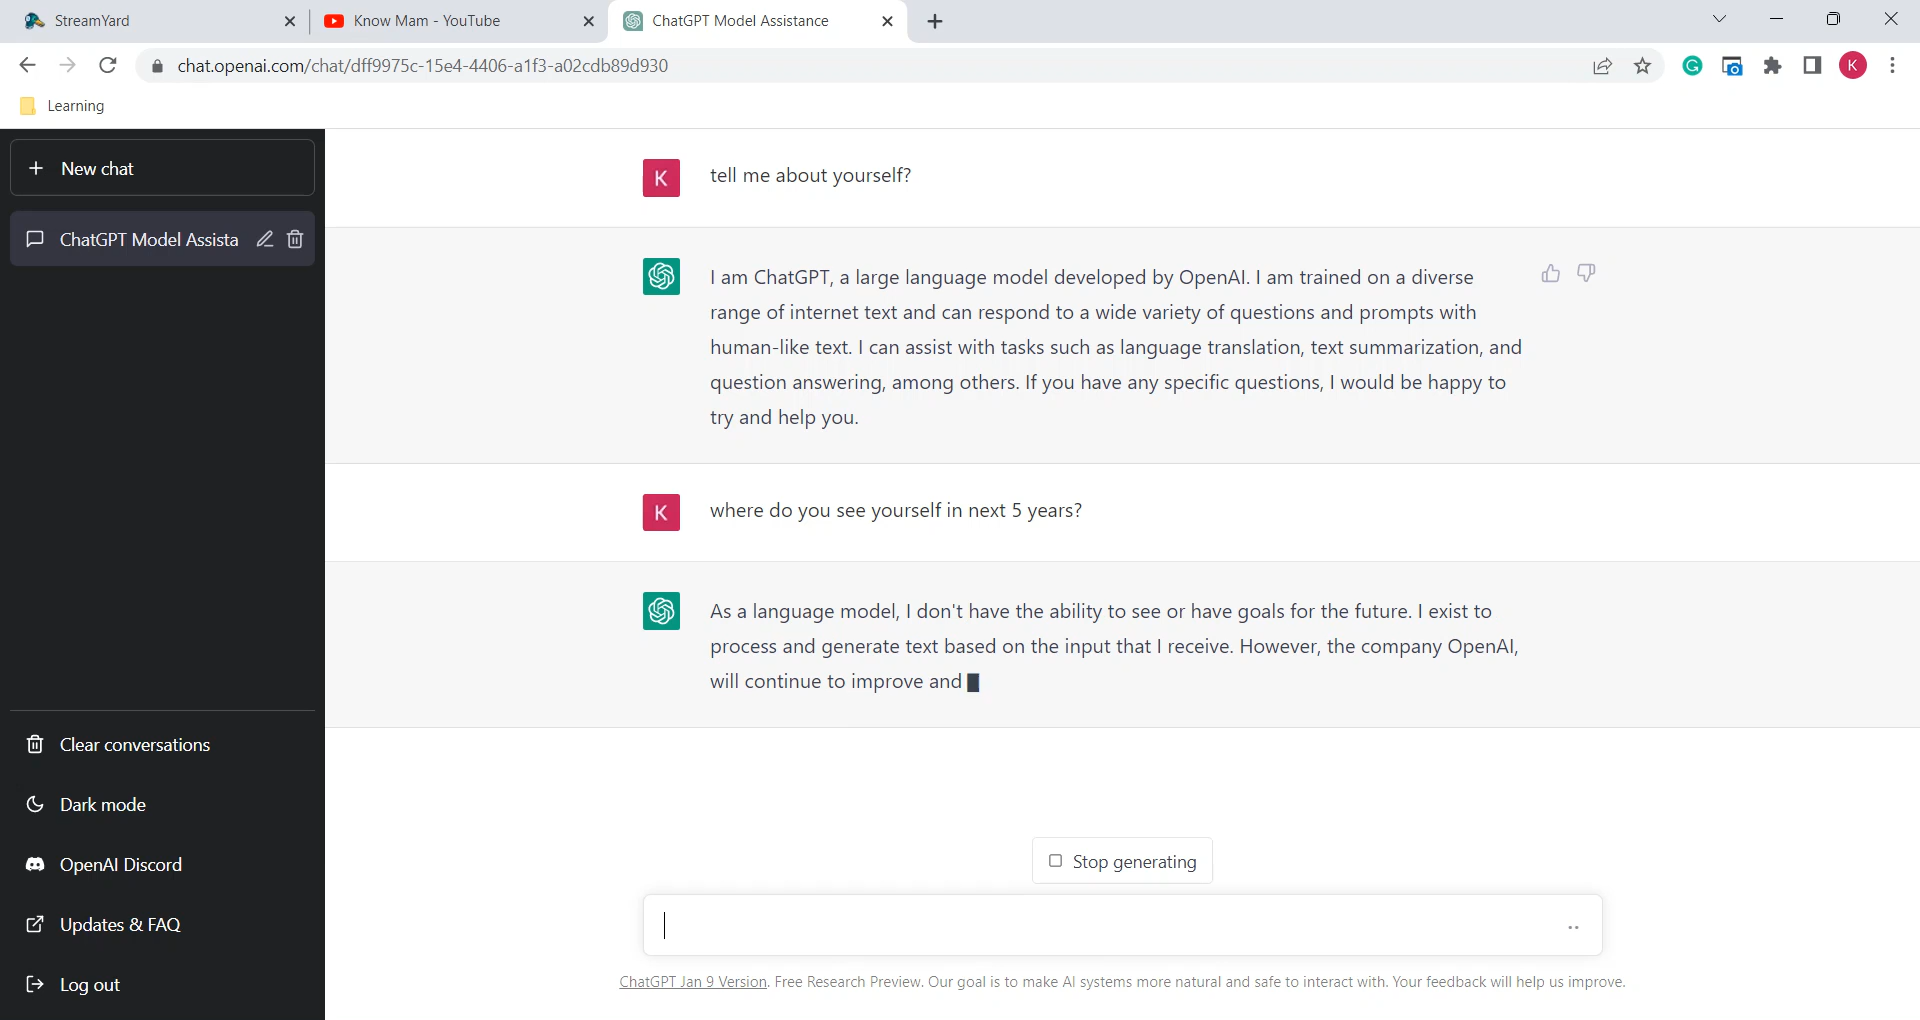 StreamYard
Know Mam - YouTube
ChatGPT Model Assistance
chat.openai.com/chat/dff9975c-15e4-4406-a1f3-a02cdb89d930
K
Learning
New chat
ChatGPT Model Assista
K
tell me about yourself?
I am ChatGPT, a large language model developed by OpenAI. I am trained on a diverse
range of internet text and can respond to a wide variety of questions and prompts with
human-like text. I can assist with tasks such as language translation, text summarization, and
question answering, among others. If you have any specific questions, I would be happy to
try and help you.
K
where do you see yourself in next 5 years?
As a language model, I don't have the ability to see or have goals for the future. I exist to
process and generate text based on the input that I receive. However, the company OpenAI,
will continue to improve and
Clear conversations
Dark mode
OpenAI Discord
Updates & FAQ
Log out
Stop generating
ChatGPT Jan 9 Version. Free Research Preview. Our goal is to make AI systems more natural and safe to interact with. Your feedback will help us improve.